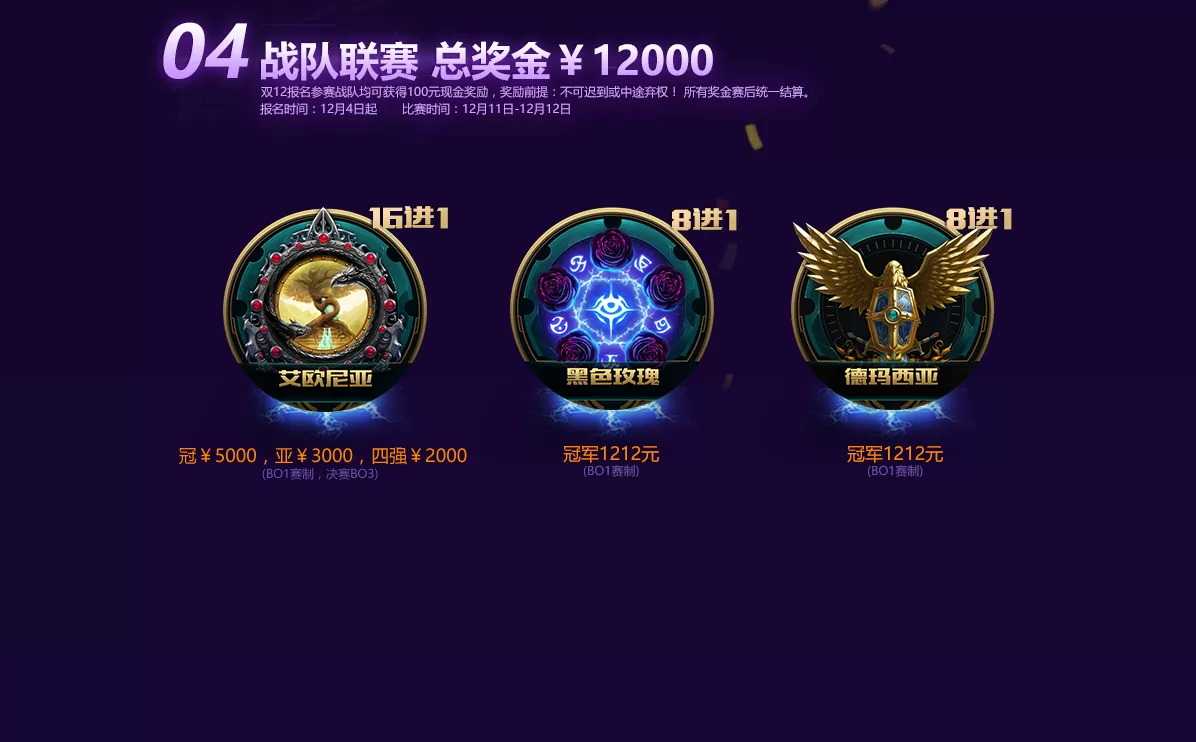 04 战队联赛 总奖金￥12000
双12报名参赛战队均可获得100元现金奖励，奖励前提：不可迟到或中途弃权！ 所有奖金赛后统一结算。
报名时间：12月4日起 比赛时间：12月11日-12月12日
16进1
8进1
8进1
艾欧尼亚
黑色玫瑰
德玛西亚
冠￥5000，亚￥3000，四强￥2000
冠军1212元
冠军1212元
(BO1赛制，决赛BO3)
(BO1赛制)
(BO1赛制)